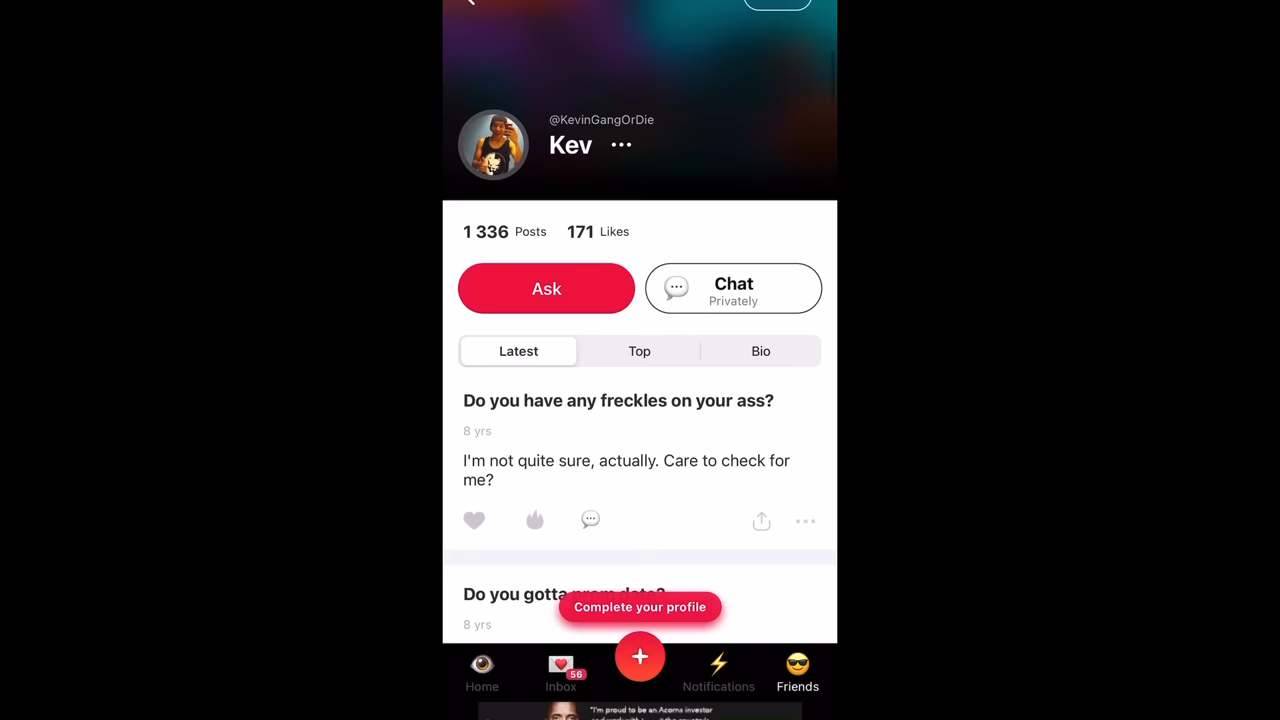 @KevinGangOrDie
Kev
1 336 Posts 171 Likes
Ask
Chat
Privately
Latest Top Bio
Do you have any freckles on your ass?
8 yrs
I'm not quite sure, actually. Care to check for
me?
Do you gotta prom date?
8 yrs
Complete your profile
56
Home Inbox Notifications Friends
"I'm proud to be an Acorns investor